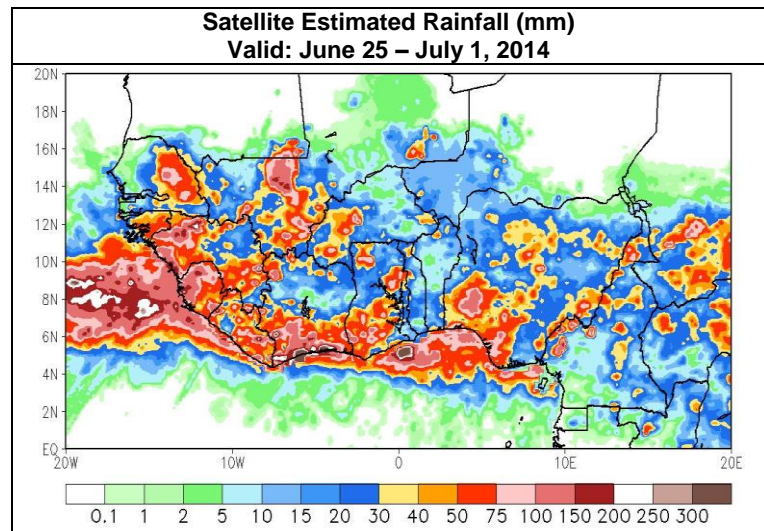 Satellite Estimated Rainfall (mm)
Valid: June 25 – July 1, 2014
20N
18N
16N
14N
12N
10N
8N
6N
4N
2N
EQ
20W 10W 0 10E 20E
0.1 1 2 5 10 15 20 30 40 50 75 100 150 200 250 300